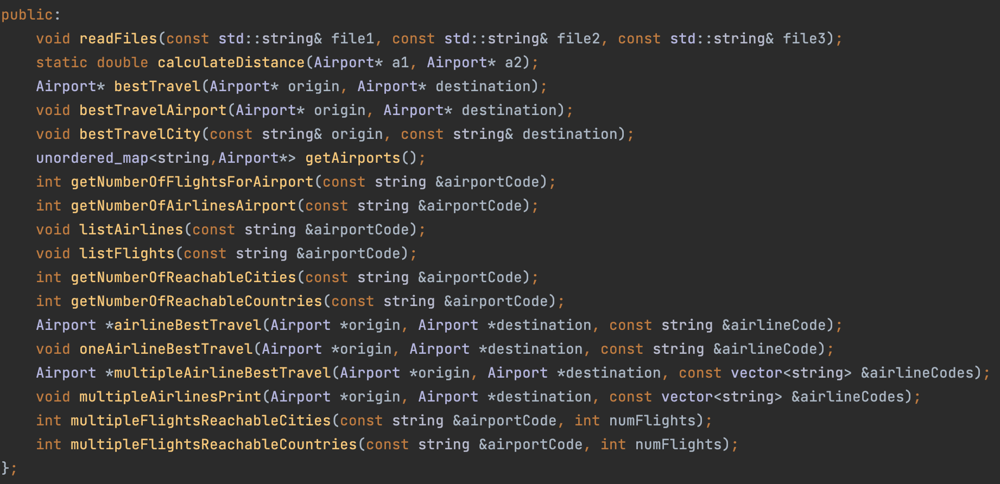 public:
    void readFiles(const std::string& file1, const std::string& file2, const std::string& file3);
    static double calculateDistance(Airport* a1, Airport* a2);
    Airport* bestTravel(Airport* origin, Airport* destination);
    void bestTravelAirport(Airport* origin, Airport* destination);
    void bestTravelCity(const string& origin, const string& destination);
    unordered_map<string,Airport*> getAirports();
    int getNumberOfFlightsForAirport(const string &airportCode);
    int getNumberOfAirlinesAirport(const string &airportCode);
    void listAirlines(const string &airportCode);
    void listFlights(const string &airportCode);
    int getNumberOfReachableCities(const string &airportCode);
    int getNumberOfReachableCountries(const string &airportCode);
    Airport *airlineBestTravel(Airport *origin, Airport *destination, const string &airlineCode);
    void oneAirlineBestTravel(Airport *origin, Airport *destination, const string &airlineCode);
    Airport *multipleAirlineBestTravel(Airport *origin, Airport *destination, const vector<string> &airlineCodes);
    void multipleAirlinesPrint(Airport *origin, Airport *destination, const vector<string> &airlineCodes);
    int multipleFlightsReachableCities(const string &airportCode, int numFlights);
    int multipleFlightsReachableCountries(const string &airportCode, int numFlights);
};